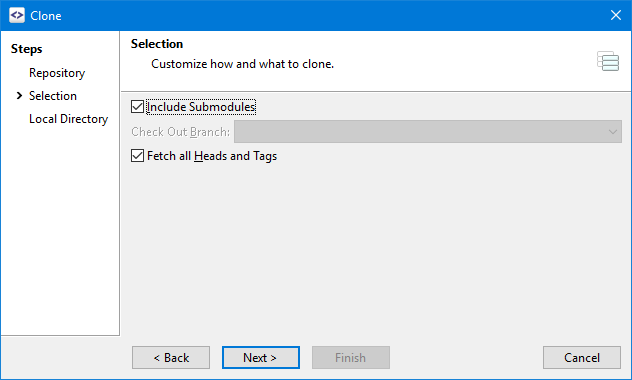 Clone
Steps
Repository
Selection
Local Directory
Selection
Customize how and what to clone.
Include Submodules
Check Out Branch:
Fetch all Heads and Tags
< Back
Next >
Finish
Cancel